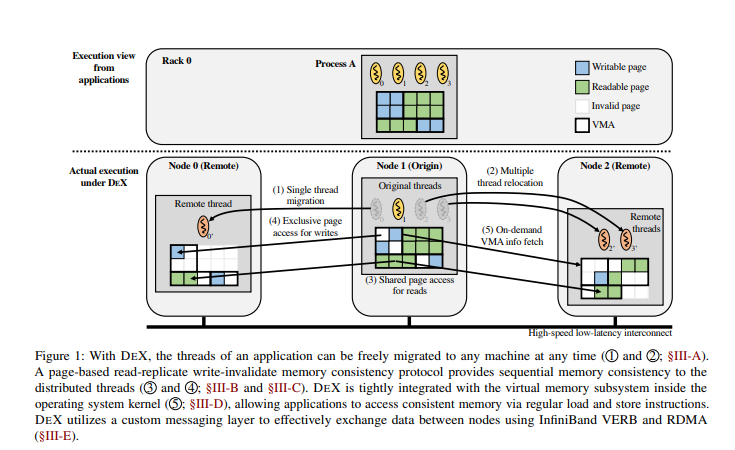 Execution view
from
applications
Rack 0
Process A
0
1
2
3
Writable page
Readable page
Invalid page
VMA
Actual execution
under DEX
Node 0 (Remote)
Remote thread
0'
(1) Single thread
migration
(4) Exclusive page
access for writes
Node 1 (Origin)
Original threads
0
1
2
3
(3) Shared page access
for reads
(2) Multiple
thread relocation
(5) On-demand
VMA info fetch
Node 2 (Remote)
Remote
threads
2'
3'
High-speed low-latency interconnect
Figure 1: With DEX, the threads of an application can be freely migrated to any machine at any time (① and ②; §III-A).
A page-based read-replicate write-invalidate memory consistency protocol provides sequential memory consistency to the
distributed threads (③ and ④; §III-B and §III-C). DEX is tightly integrated with the virtual memory subsystem inside the
operating system kernel (⑤; §III-D), allowing applications to access consistent memory via regular load and store instructions.
DEX utilizes a custom messaging layer to effectively exchange data between nodes using InfiniBand VERB and RDMA
(§III-E).